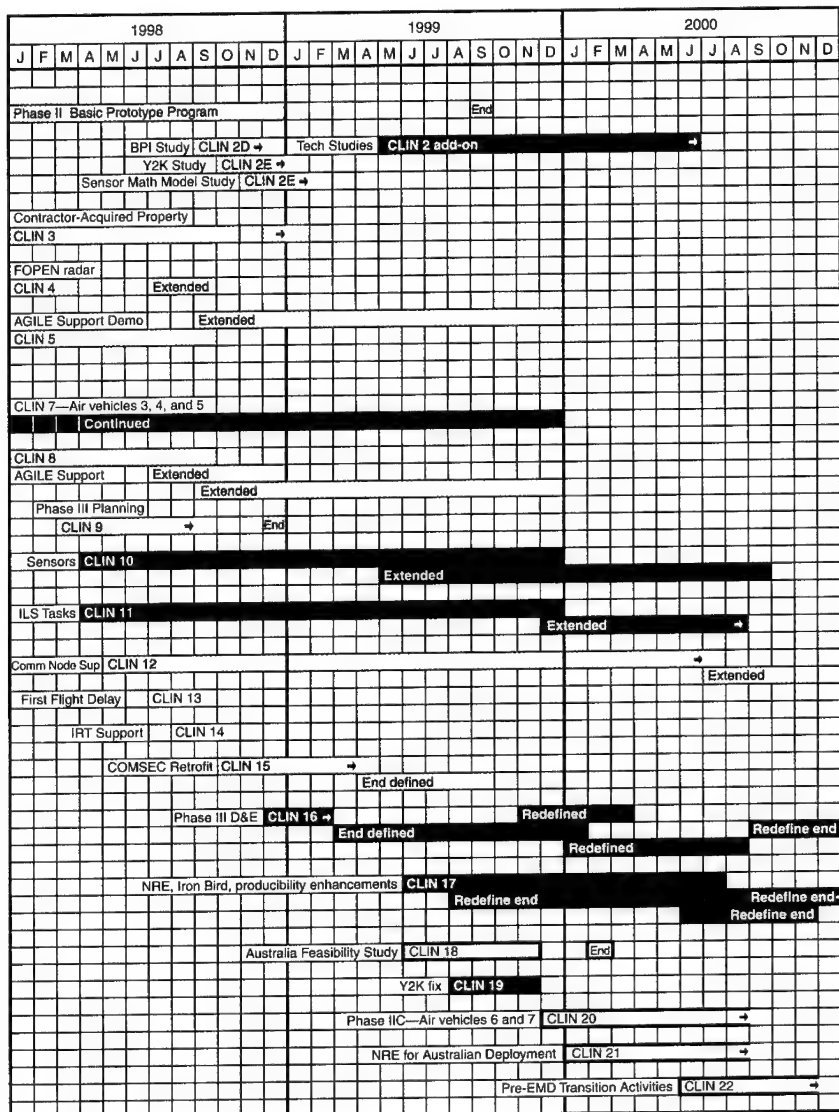 1998 1999 2000
J F M A M J J A S O N D J F M A M J J A S O N D J F M A M J J A S O N D
Phase II Basic Prototype Program End
BPI Study CLIN 2D → Tech Studies CLIN 2 add-on →
Y2K Study CLIN 2E →
Sensor Math Model Study CLIN 2E →
Contractor-Acquired Property
CLIN 3 →
FOPEN radar
CLIN 4 Extended
AGILE Support Demo Extended
CLIN 5
CLIN 7—Air vehicles 3, 4, and 5
Continued
CLIN 8
AGILE Support Extended
Extended
Phase III Planning
CLIN 9 → End
Sensors CLIN 10
Extended
ILS Tasks CLIN 11
Extended →
Comm Node Sup CLIN 12 →
Extended
First Flight Delay CLIN 13
IRT Support CLIN 14
COMSEC Retrofit CLIN 15 →
End defined
Phase III D&E CLIN 16 → Redefined
End defined Redefine end
Redefined
NRE, Iron Bird, producibility enhancements CLIN 17
Redefine end Redefine end→
Redefine end
Australia Feasibility Study CLIN 18 End
Y2K fix CLIN 19
Phase IIC—Air vehicles 6 and 7 CLIN 20 →
NRE for Australian Deployment CLIN 21 →
Pre-EMD Transition Activities CLIN 22 →